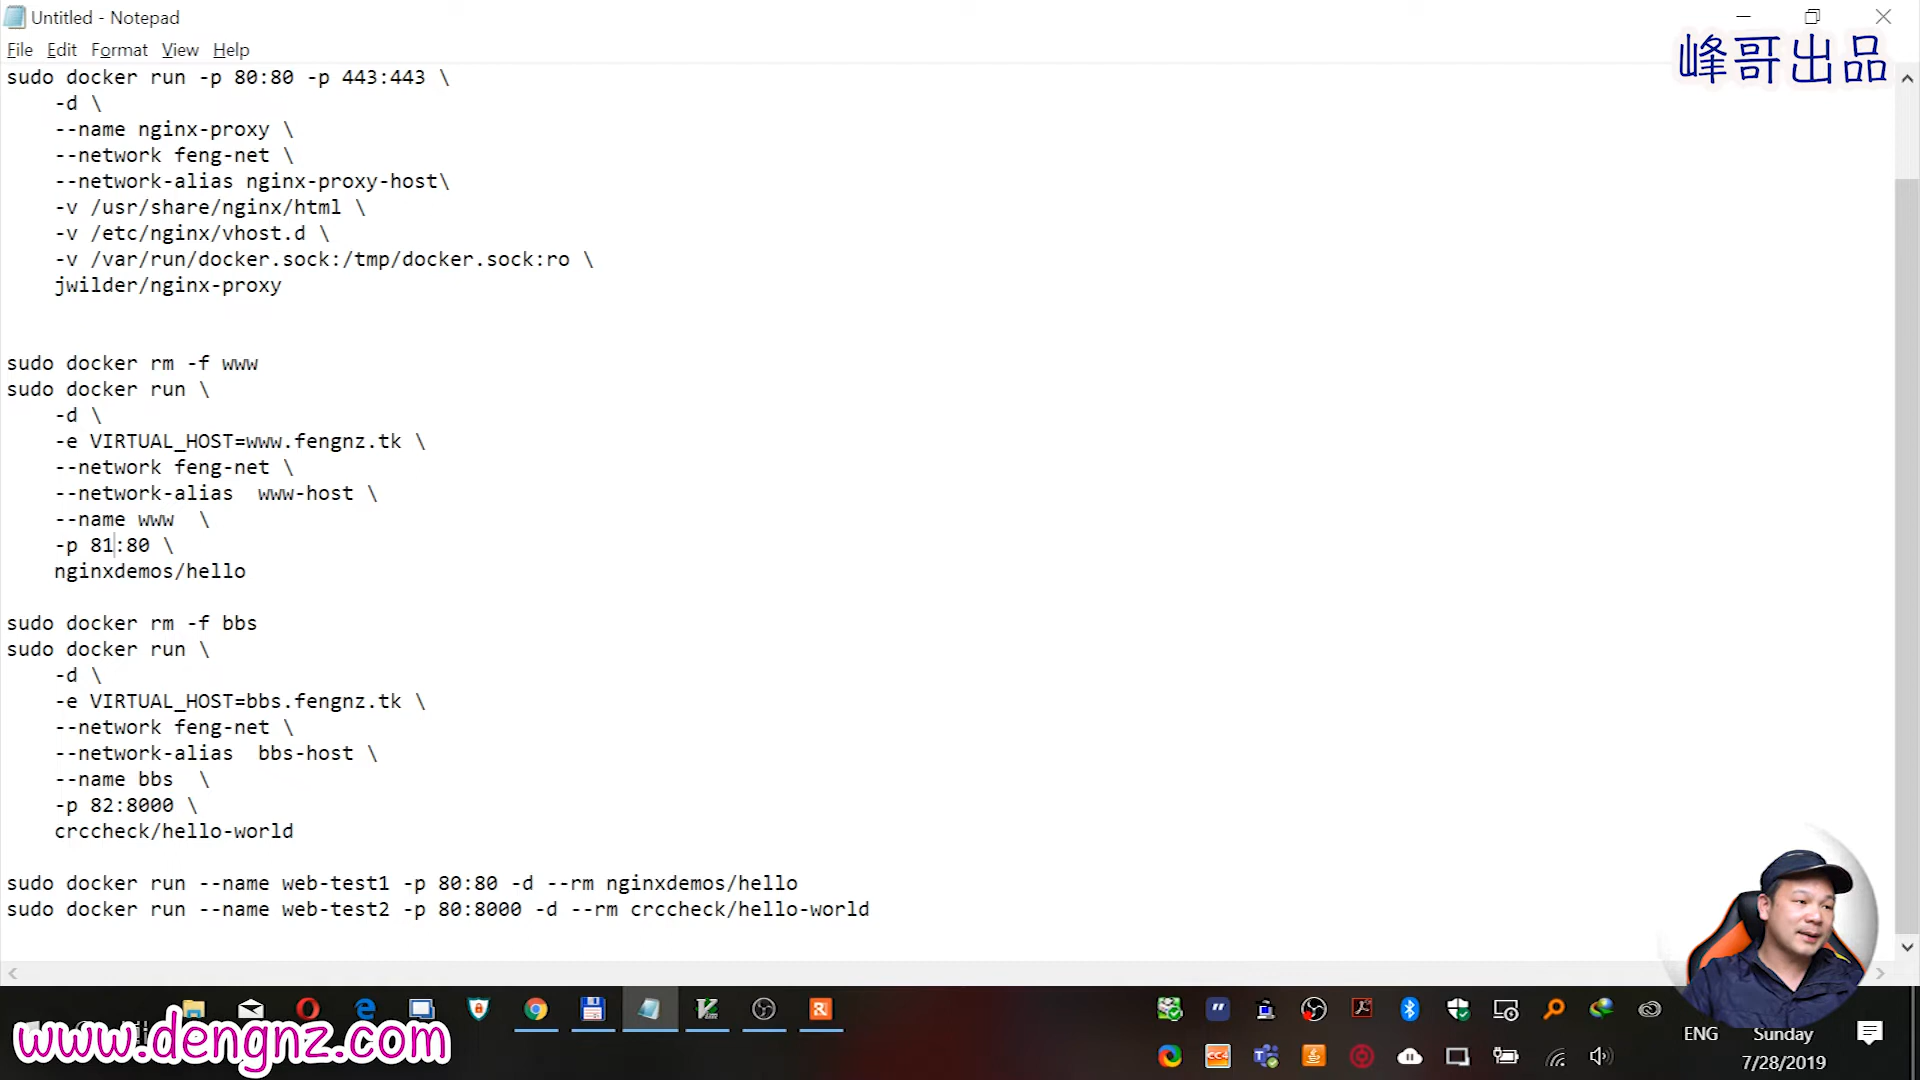 Untitled - Notepad
File Edit Format View Help
峰哥出品
sudo docker run -p 80:80 -p 443:443 \
    -d \
    --name nginx-proxy \
    --network feng-net \
    --network-alias nginx-proxy-host\
    -v /usr/share/nginx/html \
    -v /etc/nginx/vhost.d \
    -v /var/run/docker.sock:/tmp/docker.sock:ro \
    jwilder/nginx-proxy
sudo docker rm -f www
sudo docker run \
    -d \
    -e VIRTUAL_HOST=www.fengnz.tk \
    --network feng-net \
    --network-alias  www-host \
    --name www  \
    -p 81:80 \
    nginxdemos/hello
sudo docker rm -f bbs
sudo docker run \
    -d \
    -e VIRTUAL_HOST=bbs.fengnz.tk \
    --network feng-net \
    --network-alias  bbs-host \
    --name bbs  \
    -p 82:8000 \
    crccheck/hello-world
sudo docker run --name web-test1 -p 80:80 -d --rm nginxdemos/hello
sudo docker run --name web-test2 -p 80:8000 -d --rm crccheck/hello-world
www.dengnz.com
CC4
ENG
Sunday
7/28/2019